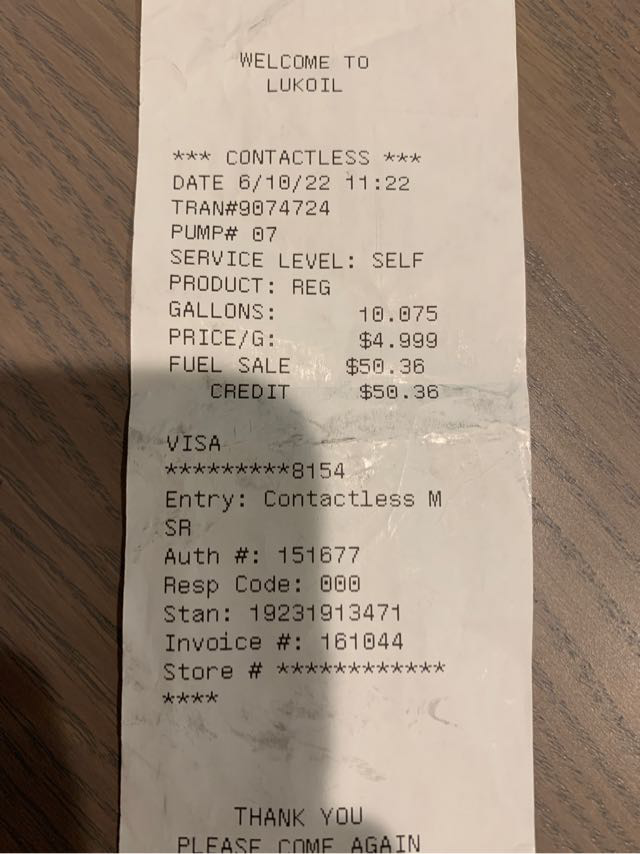 WELCOME TO
LUKOIL
*** CONTACTLESS ***
DATE 6/10/22 11:22
TRAN#9074724
PUMP# 07
SERVICE LEVEL: SELF
PRODUCT: REG
GALLONS: 10.075
PRICE/G: $4.999
FUEL SALE $50.36
CREDIT $50.36
VISA
*********8154
Entry: Contactless M
SR
Auth #: 151677
Resp Code: 000
Stan: 19231913471
Invoice #: 161044
Store # ************
****
THANK YOU
PLEASE COME AGAIN